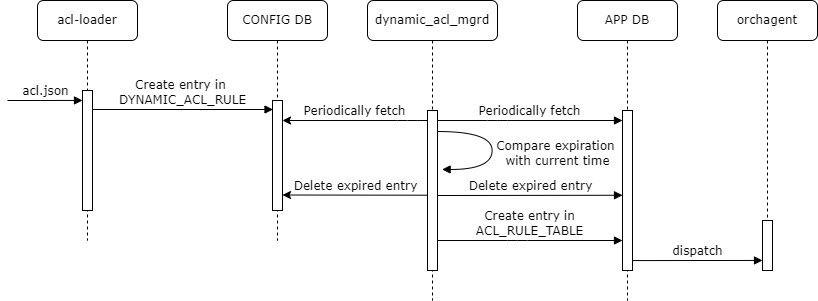 acl-loader
CONFIG DB
dynamic_acl_mgrd
APP DB
orchagent
acl.json
Create entry in
DYNAMIC_ACL_RULE
Periodically fetch
Periodically fetch
Compare expiration
with current time
Delete expired entry
Delete expired entry
Create entry in
ACL_RULE_TABLE
dispatch